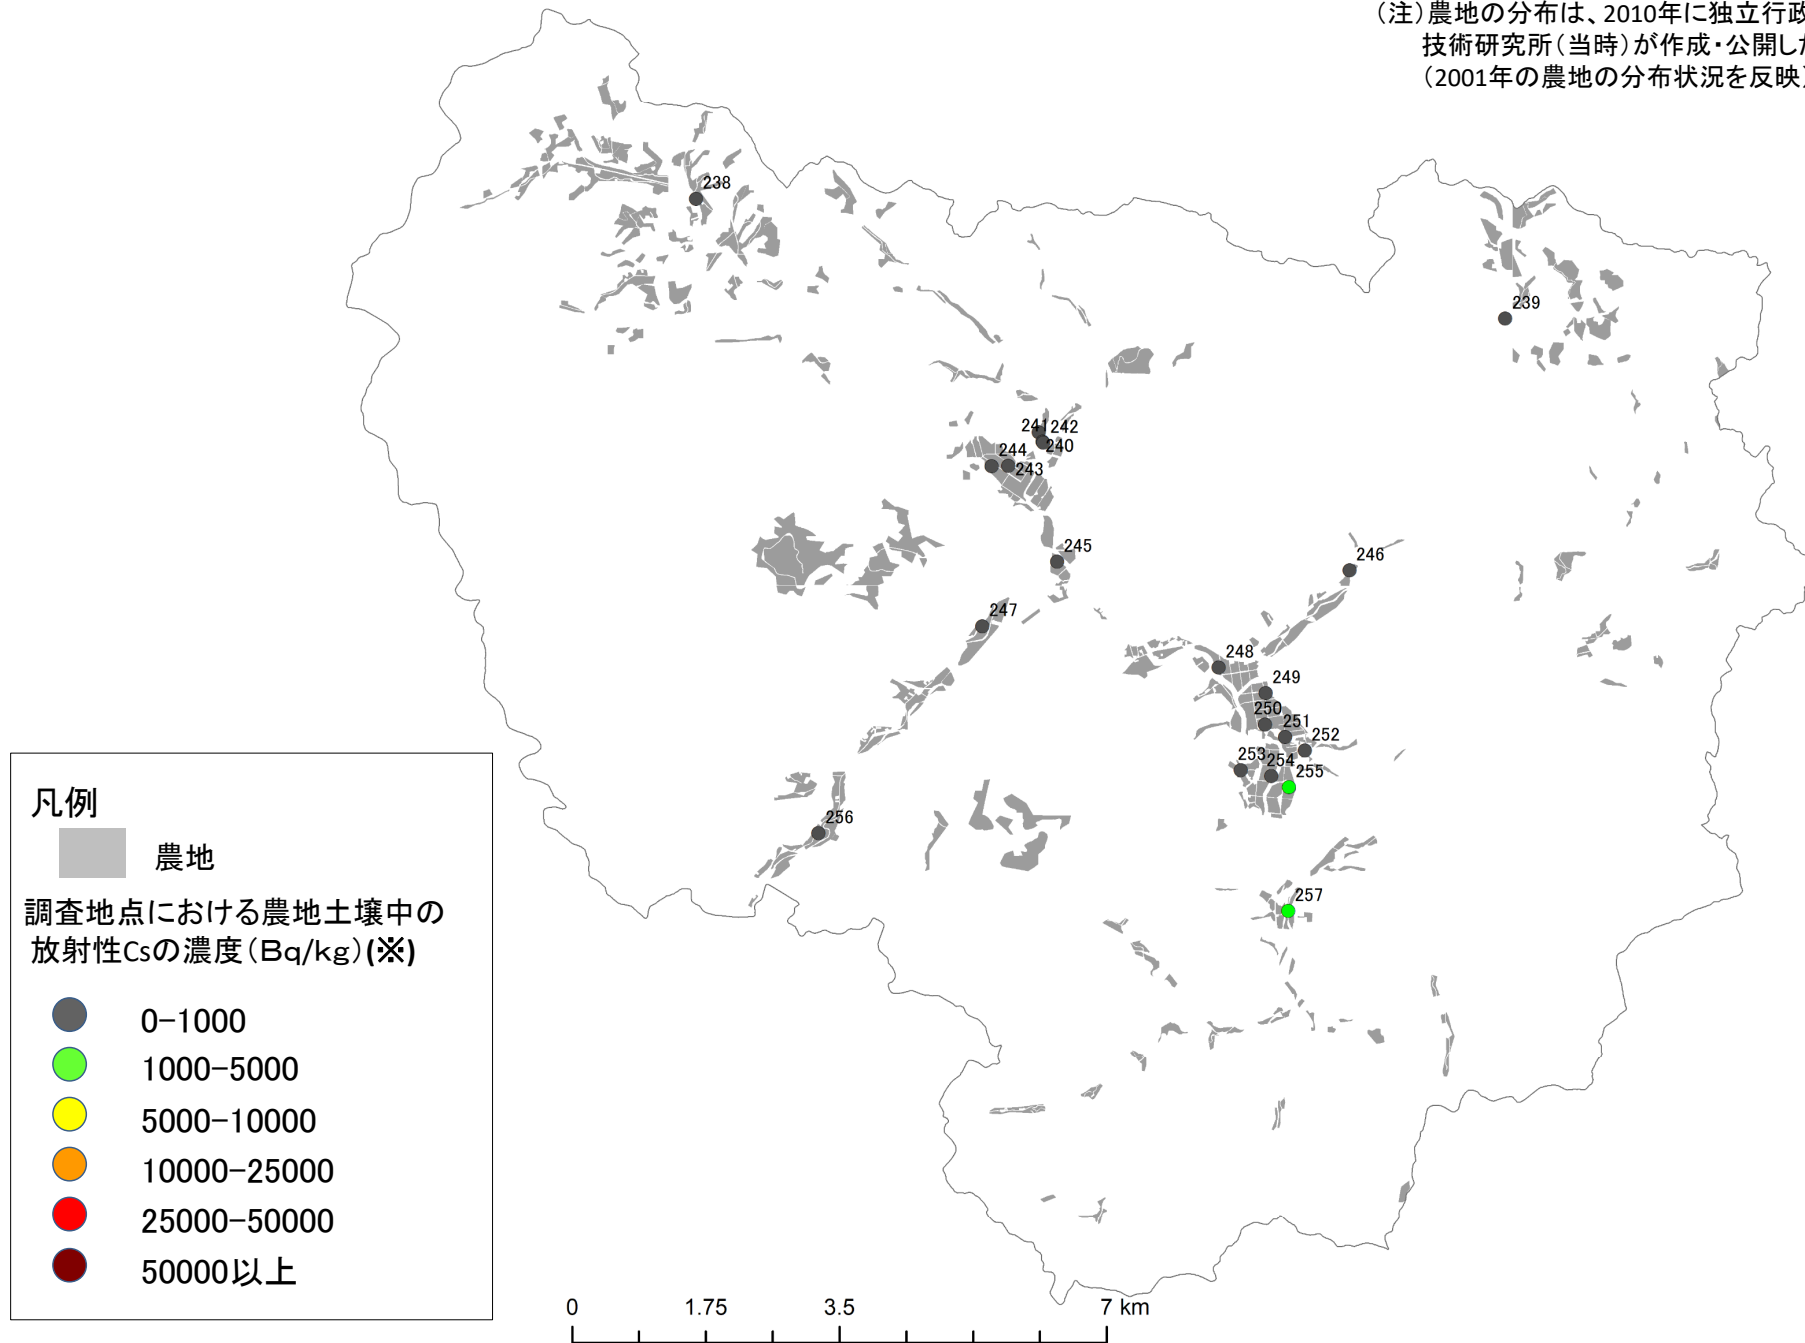 （注）農地の分布は、2010年に独立行政
技術研究所（当時）が作成・公開した
（2001年の農地の分布状況を反映）
238
239
241 242
240
244
243
245
246
247
248
249
250
251
252
253
254
255
256
257
凡例
農地
調査地点における農地土壌中の
放射性Csの濃度（Bq/kg）(※)
0-1000
1000-5000
5000-10000
10000-25000
25000-50000
50000以上
0 1.75 3.5 7 km